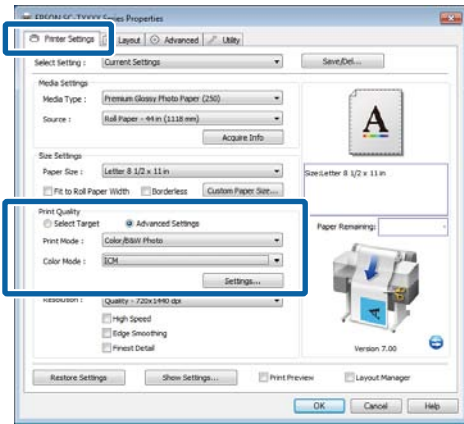 EPSON SC-TXXXX Series Properties
Printer Settings Layout Advanced Utility
Select Setting : Current Settings Save/Del...
Media Settings
Media Type : Premium Glossy Photo Paper (250)
Source : Roll Paper - 44 in (1118 mm)
Acquire Info
Size Settings
Paper Size : Letter 8 1/2 x 11 in
Fit to Roll Paper Width Borderless Custom Paper Size...
Print Quality
Select Target Advanced Settings
Print Mode : Color/B&W Photo
Color Mode : ICM
Settings...
Resolution : Quality - 720x1440 dpi
High Speed
Edge Smoothing
Finest Detail
A
Size:Letter 8 1/2 x 11 in
Paper Remaining:
Version 7.00
Restore Settings Show Settings... Print Preview Layout Manager
OK Cancel Help